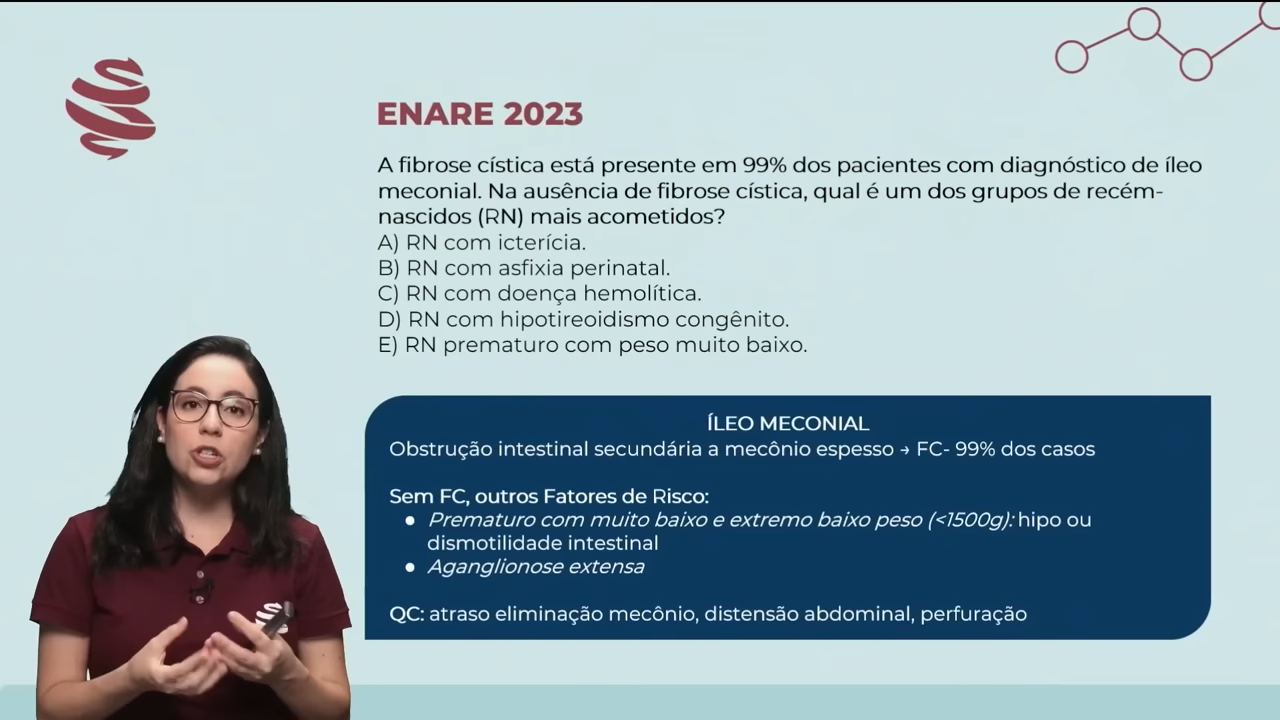 ENARE 2023
A fibrose cística está presente em 99% dos pacientes com diagnóstico de íleo
meconial. Na ausência de fibrose cística, qual é um dos grupos de recém-
nascidos (RN) mais acometidos?
A) RN com icterícia.
B) RN com asfixia perinatal.
C) RN com doença hemolítica.
D) RN com hipotireoidismo congênito.
E) RN prematuro com peso muito baixo.
ÍLEO MECONIAL
Obstrução intestinal secundária a mecônio espesso → FC- 99% dos casos
Sem FC, outros Fatores de Risco:
● Prematuro com muito baixo e extremo baixo peso (<1500g): hipo ou
dismotilidade intestinal
● Aganglionose extensa
QC: atraso eliminação mecônio, distensão abdominal, perfuração